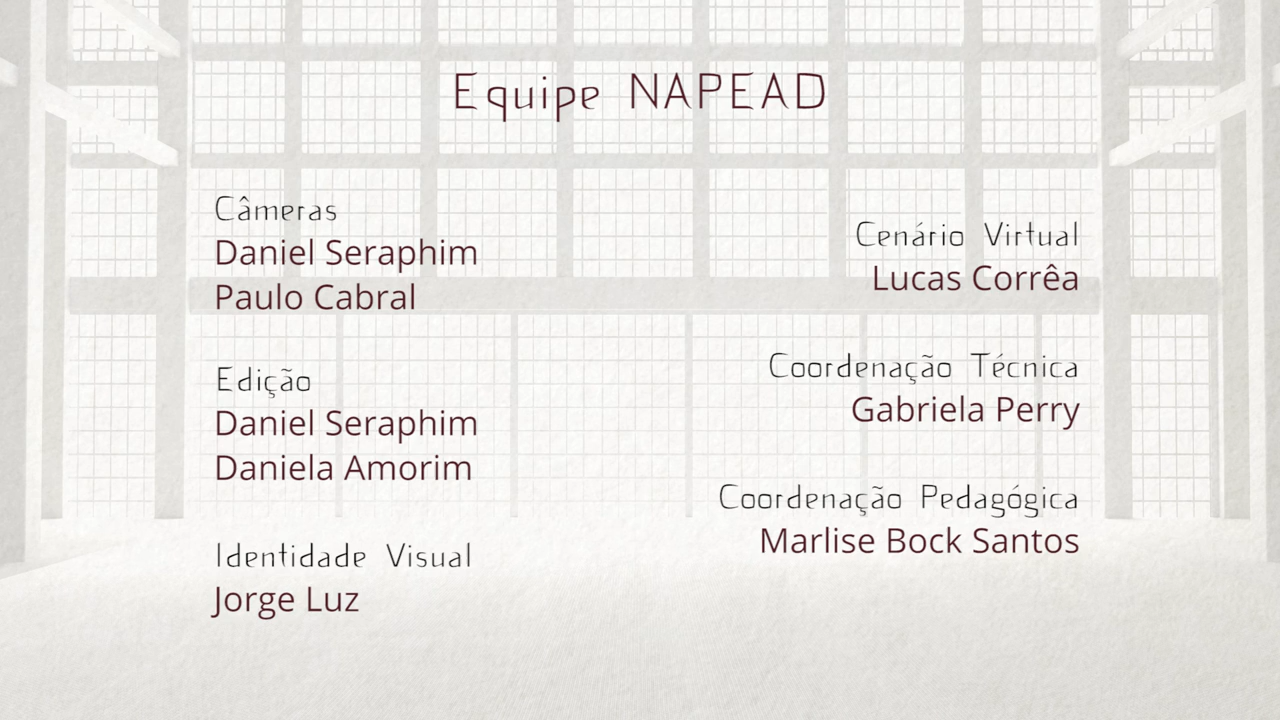 Equipe NAPEAD
Câmeras
Daniel Seraphim
Paulo Cabral
Edição
Daniel Seraphim
Daniela Amorim
Identidade Visual
Jorge Luz
Cenário Virtual
Lucas Corrêa
Coordenação Técnica
Gabriela Perry
Coordenação Pedagógica
Marlise Bock Santos